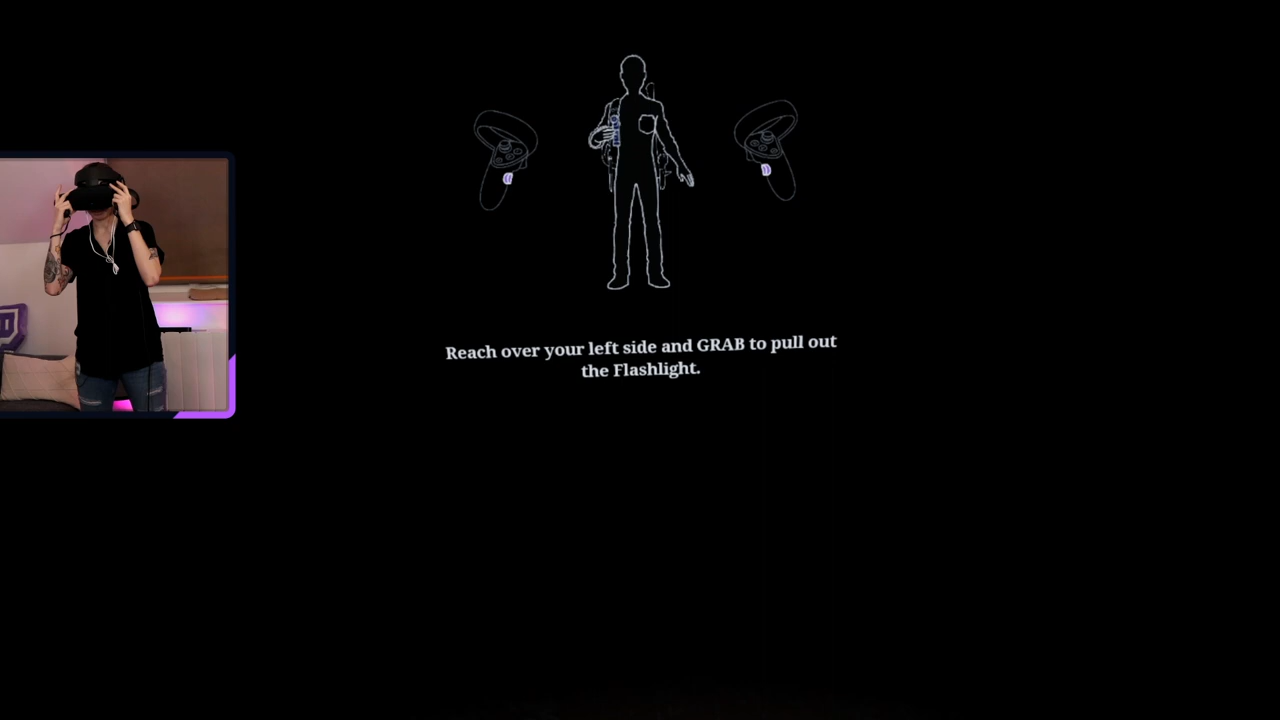 Reach over your left side and GRAB to pull out
the Flashlight.